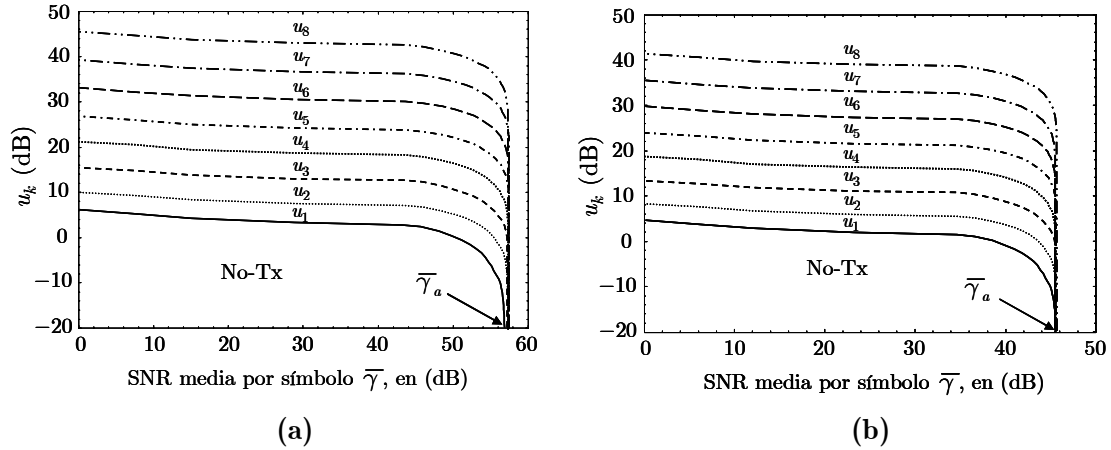 50
40
30
20
10
0
−10
−20
u_k (dB)
u_8
u_7
u_6
u_5
u_4
u_3
u_2
u_1
No-Tx
γ̅_a
0 10 20 30 40 50 60
SNR media por símbolo γ̅, en (dB)
(a)
50
40
30
20
10
0
−10
−20
u_k (dB)
u_8
u_7
u_6
u_5
u_4
u_3
u_2
u_1
No-Tx
γ̅_a
0 10 20 30 40 50
SNR media por símbolo γ̅, en (dB)
(b)